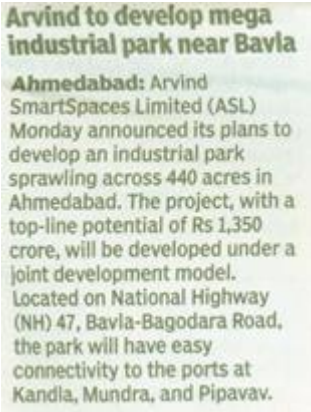 Arvind to develop mega
industrial park near Bavla
Ahmedabad: Arvind
SmartSpaces Limited (ASL)
Monday announced its plans to
develop an industrial park
sprawling across 440 acres in
Ahmedabad. The project, with a
top-line potential of Rs 1,350
crore, will be developed under a
joint development model.
Located on National Highway
(NH) 47, Bavla-Bagodara Road,
the park will have easy
connectivity to the ports at
Kandla, Mundra, and Pipavav.